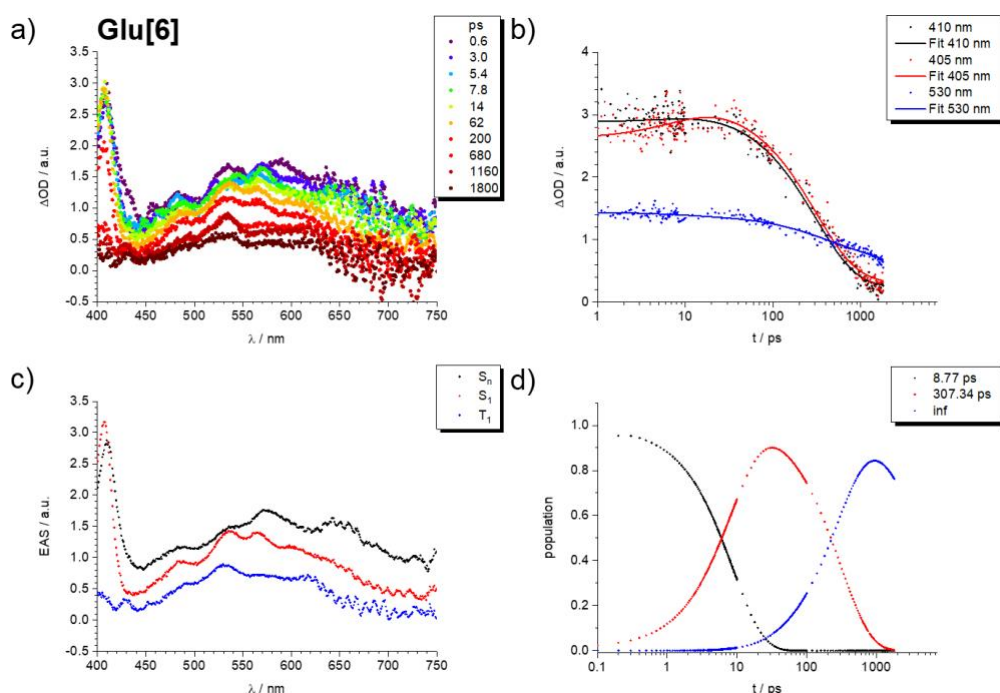 a) Glu[6]
ps
0.6
3.0
5.4
7.8
14
62
200
680
1160
1800
3.5
3.0
2.5
2.0
1.5
1.0
0.5
0.0
-0.5
ΔOD / a.u.
400 450 500 550 600 650 700 750
λ / nm
b)
410 nm
Fit 410 nm
405 nm
Fit 405 nm
530 nm
Fit 530 nm
4
3
2
1
0
ΔOD / a.u.
1 10 100 1000
t / ps
c)
Sn
S1
T1
3.5
3.0
2.5
2.0
1.5
1.0
0.5
0.0
-0.5
EAS / a.u.
400 450 500 550 600 650 700 750
λ / nm
d)
8.77 ps
307.34 ps
inf
1.0
0.8
0.6
0.4
0.2
0.0
population
0.1 1 10 100 1000
t / ps